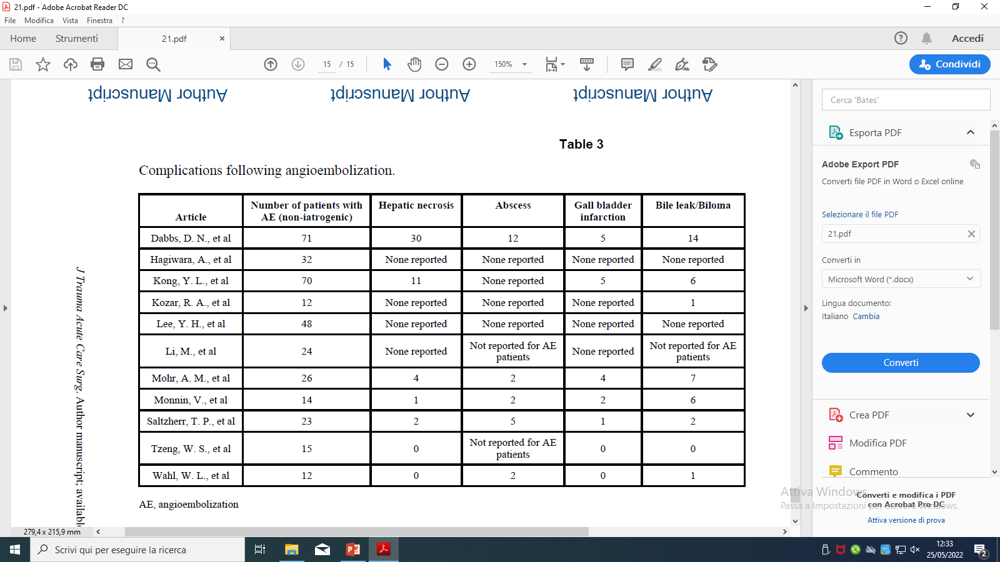 21.pdf - Adobe Acrobat Reader DC
File Modifica Vista Finestra ?
Home Strumenti 21.pdf × ? Accedi
15 / 15 150% Condividi
Author Manuscript Author Manuscript Author Manuscript
Table 3
Complications following angioembolization.
Article Number of patients with AE (non-iatrogenic) Hepatic necrosis Abscess Gall bladder infarction Bile leak/Biloma
Dabbs, D. N., et al 71 30 12 5 14
Hagiwara, A., et al 32 None reported None reported None reported None reported
Kong, Y. L., et al 70 11 None reported 5 6
Kozar, R. A., et al 12 None reported None reported None reported 1
Lee, Y. H., et al 48 None reported None reported None reported None reported
Li, M., et al 24 None reported Not reported for AE patients None reported Not reported for AE patients
Mohr, A. M., et al 26 4 2 4 7
Monnin, V., et al 14 1 2 2 6
Saltzherr, T. P., et al 23 2 5 1 2
Tzeng, W. S., et al 15 0 Not reported for AE patients 0 0
Wahl, W. L., et al 12 0 2 0 1
AE, angioembolization
J Trauma Acute Care Surg. Author manuscript; availabl
279,4 x 215,9 mm
Cerca 'Bates'
Esporta PDF
Adobe Export PDF
Converti file PDF in Word o Excel online
Selezionare il file PDF
21.pdf
Converti in
Microsoft Word (*.docx)
Lingua documento:
Italiano Cambia
Converti
Crea PDF
Modifica PDF
Commento
Attiva Windows
Passa a Impostazioni per attivare Windows.
Converti e modifica i PDF
con Acrobat Pro DC
Attiva versione di prova
Scrivi qui per eseguire la ricerca
12:33
25/05/2022
2